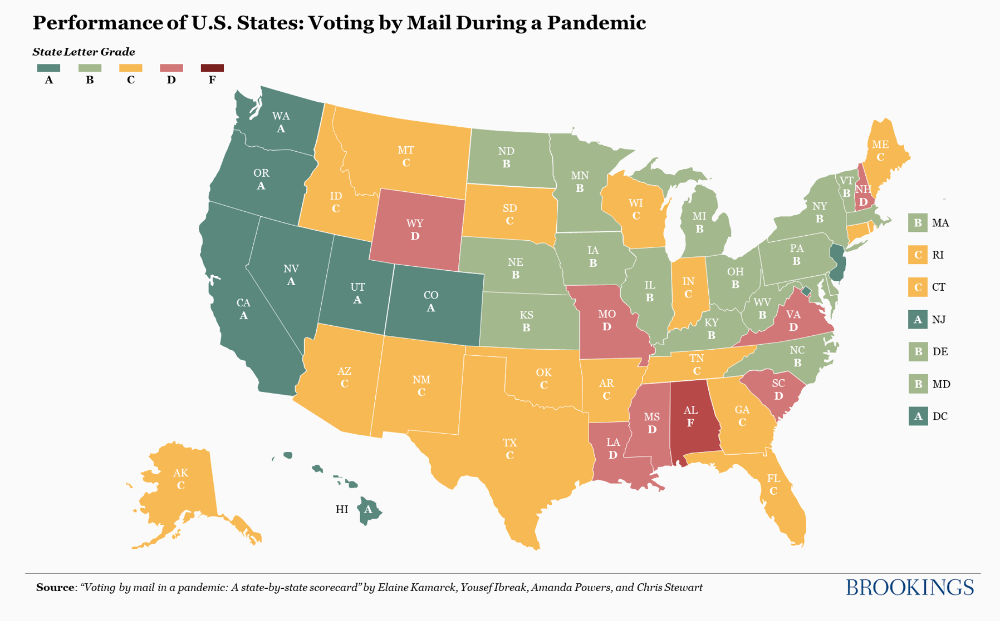 Performance of U.S. States: Voting by Mail During a Pandemic
State Letter Grade
A B C D F
WA
A
OR
A
CA
A
NV
A
ID
C
MT
C
WY
D
UT
A
CO
A
AZ
C
NM
C
ND
B
SD
C
NE
B
KS
B
OK
C
TX
C
MN
B
IA
B
MO
D
AR
C
LA
D
WI
C
IL
B
MI
B
IN
C
OH
B
KY
B
TN
C
MS
D
AL
F
GA
C
FL
C
SC
D
NC
B
VA
D
WV
B
PA
B
NY
B
VT
B
NH
D
ME
C
AK
C
HI A
B MA
C RI
C CT
A NJ
B DE
B MD
A DC
Source: “Voting by mail in a pandemic: A state-by-state scorecard” by Elaine Kamarck, Yousef Ibreak, Amanda Powers, and Chris Stewart
BROOKINGS